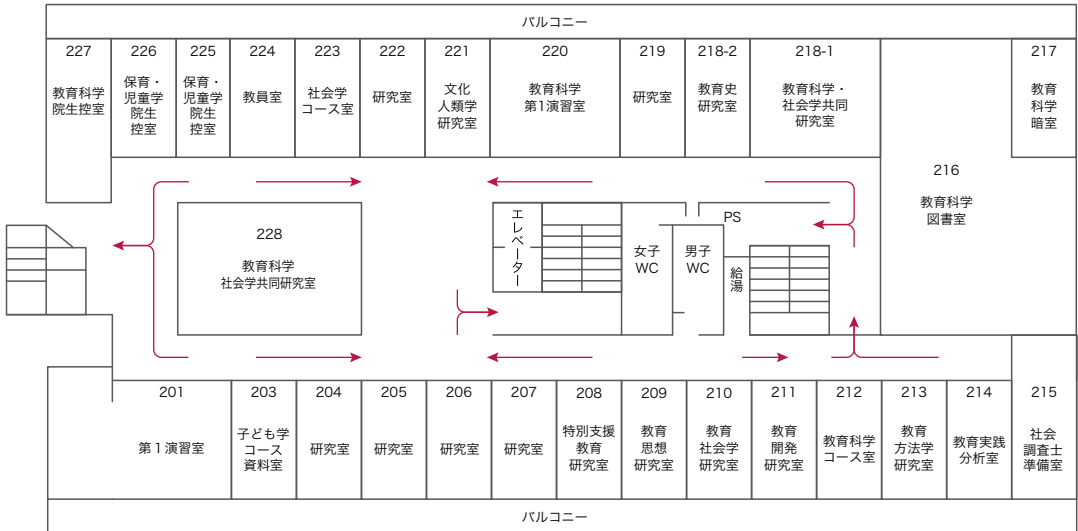 バルコニー
227
教育科学
院生控室
226
保育・
児童学
院生
控室
225
保育・
児童学
院生
控室
224
教員室
223
社会学
コース室
222
研究室
221
文化
人類学
研究室
220
教育科学
第1演習室
219
研究室
218-2
教育史
研究室
218-1
教育科学・
社会学共同
研究室
217
教育
科学
暗室
216
教育科学
図書室
228
教育科学
社会学共同研究室
エレベーター
女子
WC
男子
WC
PS
給湯
201
第1演習室
203
子ども学
コース
資料室
204
研究室
205
研究室
206
研究室
207
研究室
208
特別支援
教育
研究室
209
教育
思想
研究室
210
教育
社会学
研究室
211
教育
開発
研究室
212
教育科学
コース室
213
教育
方法学
研究室
214
教育実践
分析室
215
社会
調査士
準備室
バルコニー